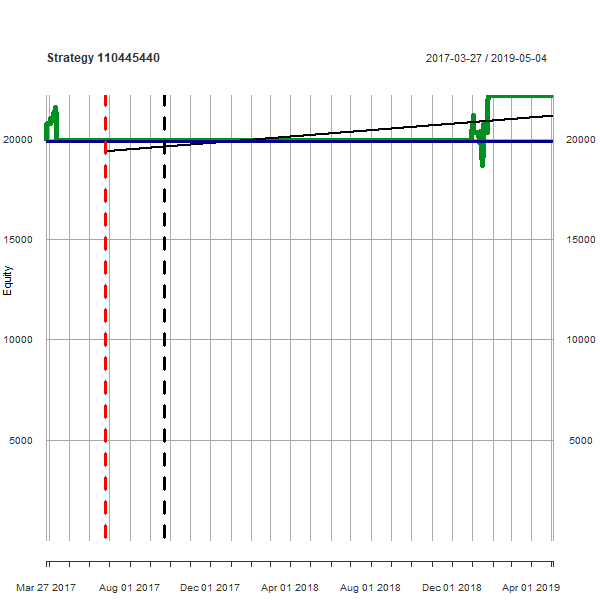 Strategy 110445440
2017-03-27 / 2019-05-04
20000
20000
15000
15000
Equity
10000
10000
5000
5000
Mar 27 2017
Aug 01 2017
Dec 01 2017
Apr 01 2018
Aug 01 2018
Dec 01 2018
Apr 01 2019